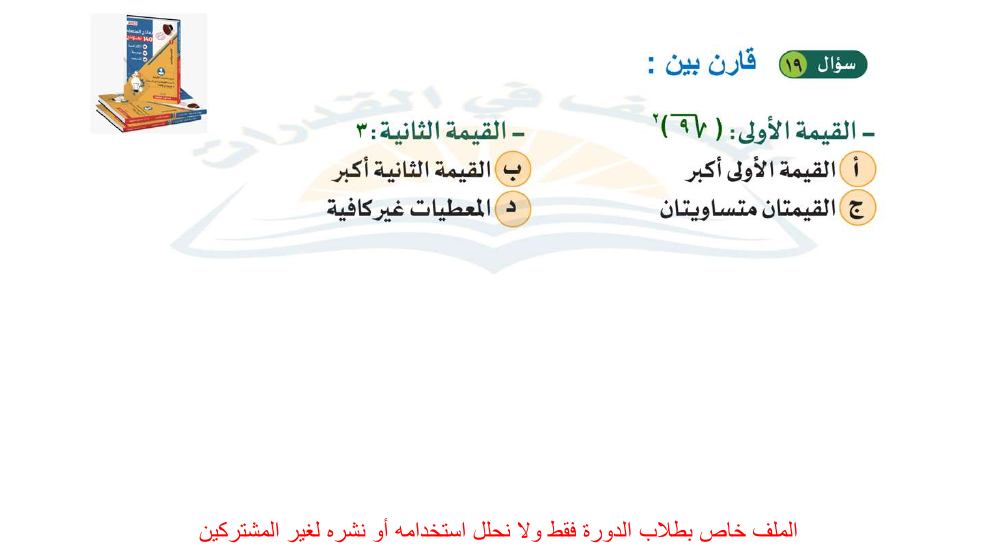 سؤال ١٩ قارن بين :
– القيمة الأولى: (√٩)٢ – القيمة الثانية: ٣
أ القيمة الأولى أكبر ب القيمة الثانية أكبر
ج القيمتان متساويتان د المعطيات غير كافية
الملف خاص بطلاب الدورة فقط ولا نحلل استخدامه أو نشره لغير المشتركين